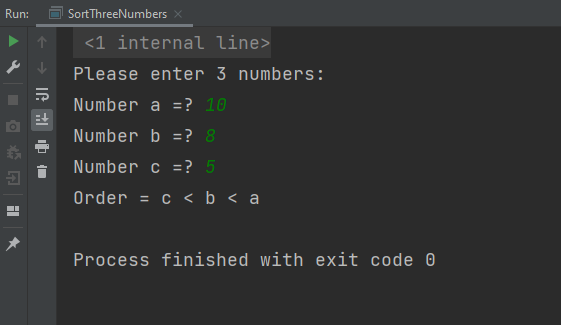 Run: SortThreeNumbers
<1 internal line>
Please enter 3 numbers:
Number a =? 10
Number b =? 8
Number c =? 5
Order = c < b < a
Process finished with exit code 0